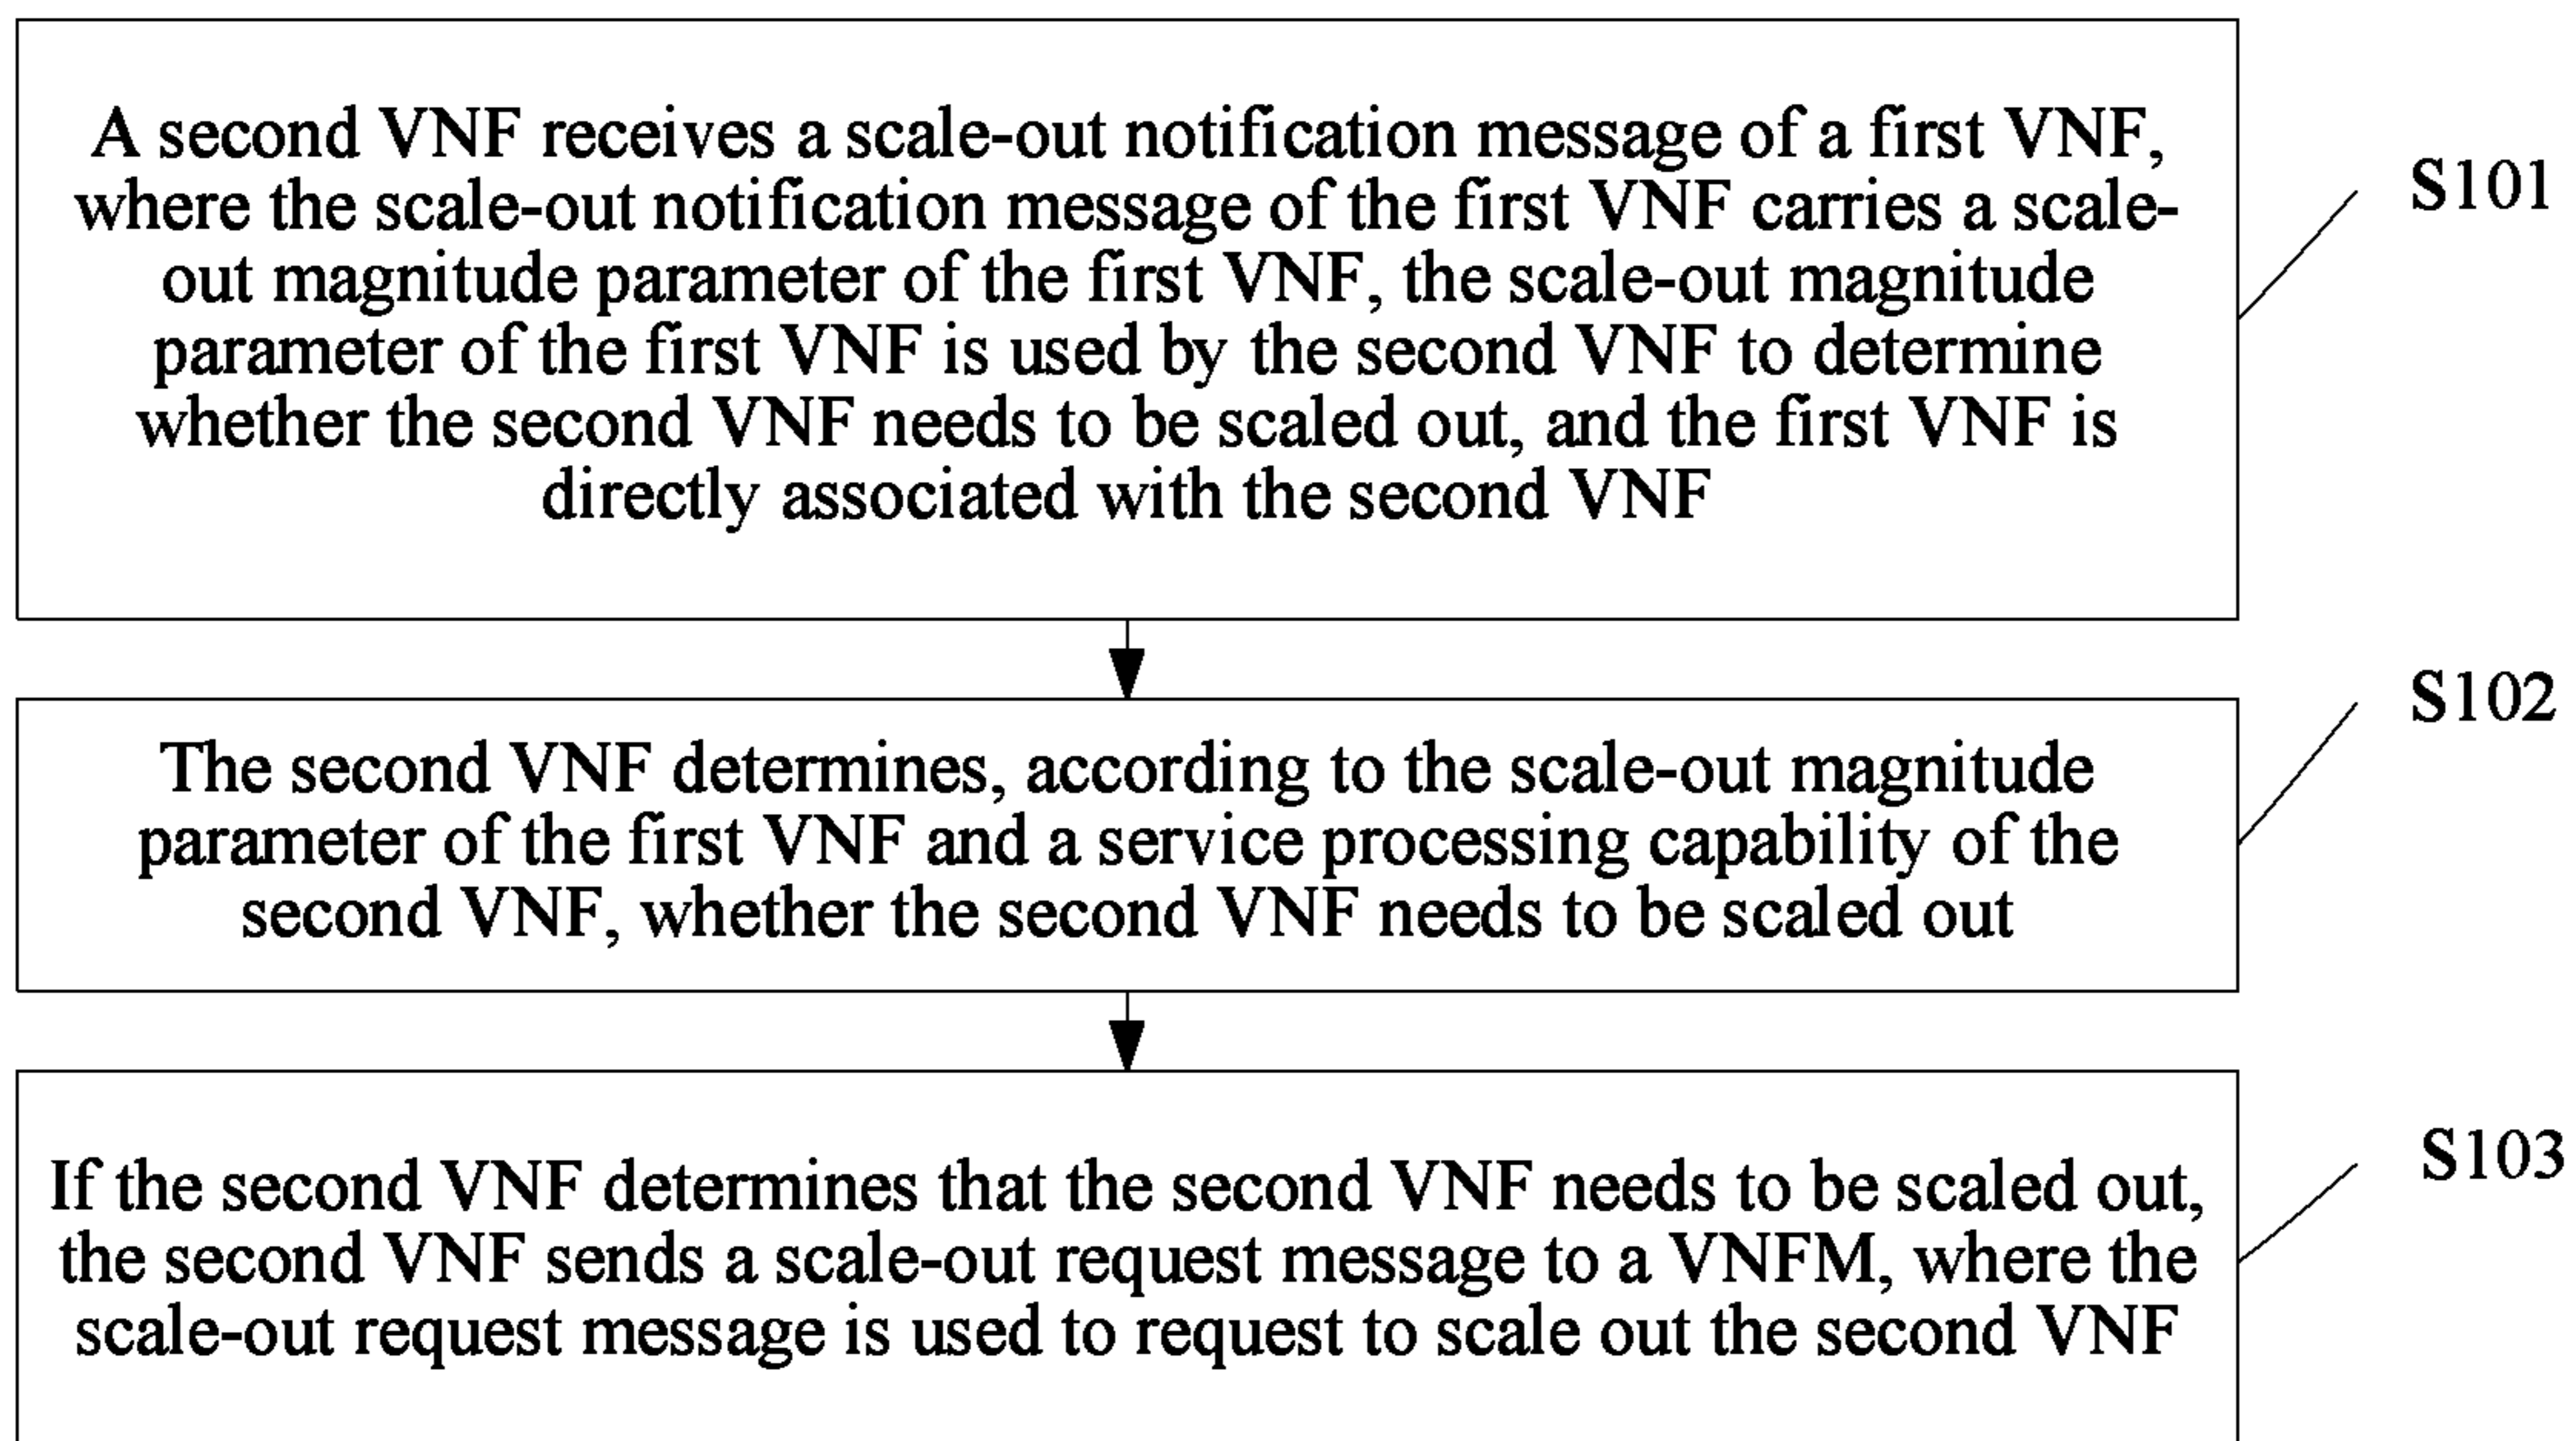 A second VNF receives a scale-out notification message of a first VNF,
where the scale-out notification message of the first VNF carries a scale-
out magnitude parameter of the first VNF, the scale-out magnitude
parameter of the first VNF is used by the second VNF to determine
whether the second VNF needs to be scaled out, and the first VNF is
directly associated with the second VNF
S101
The second VNF determines, according to the scale-out magnitude
parameter of the first VNF and a service processing capability of the
second VNF, whether the second VNF needs to be scaled out
S102
If the second VNF determines that the second VNF needs to be scaled out,
the second VNF sends a scale-out request message to a VNFM, where the
scale-out request message is used to request to scale out the second VNF
S103